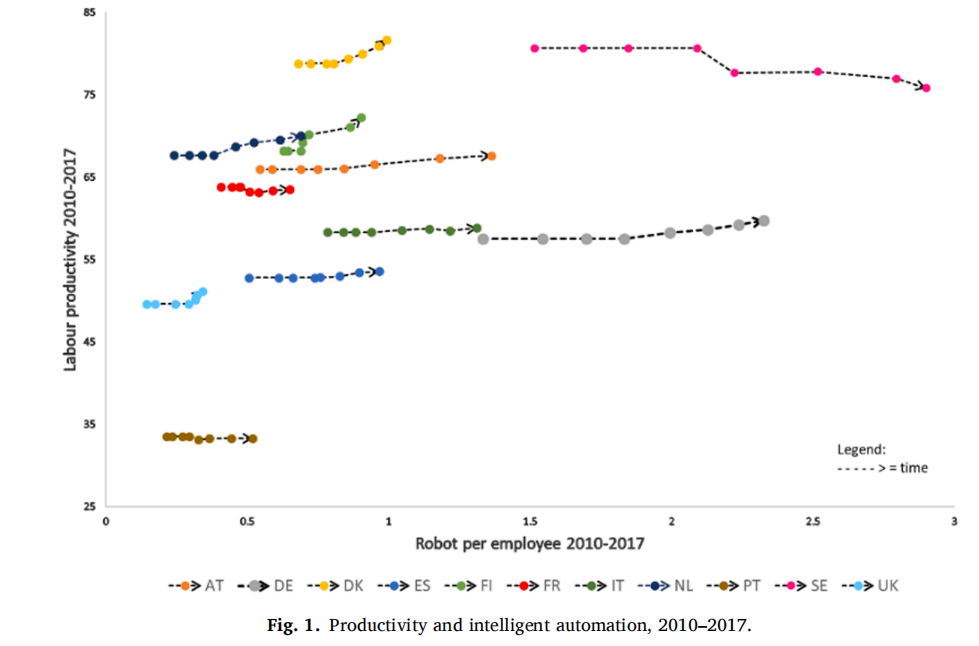 85
75
65
55
45
35
25
Labour productivity 2010-2017
0 0.5 1 1.5 2 2.5 3
Robot per employee 2010-2017
Legend:
-----> = time
AT DE DK ES FI FR IT NL PT SE UK
Fig. 1. Productivity and intelligent automation, 2010–2017.